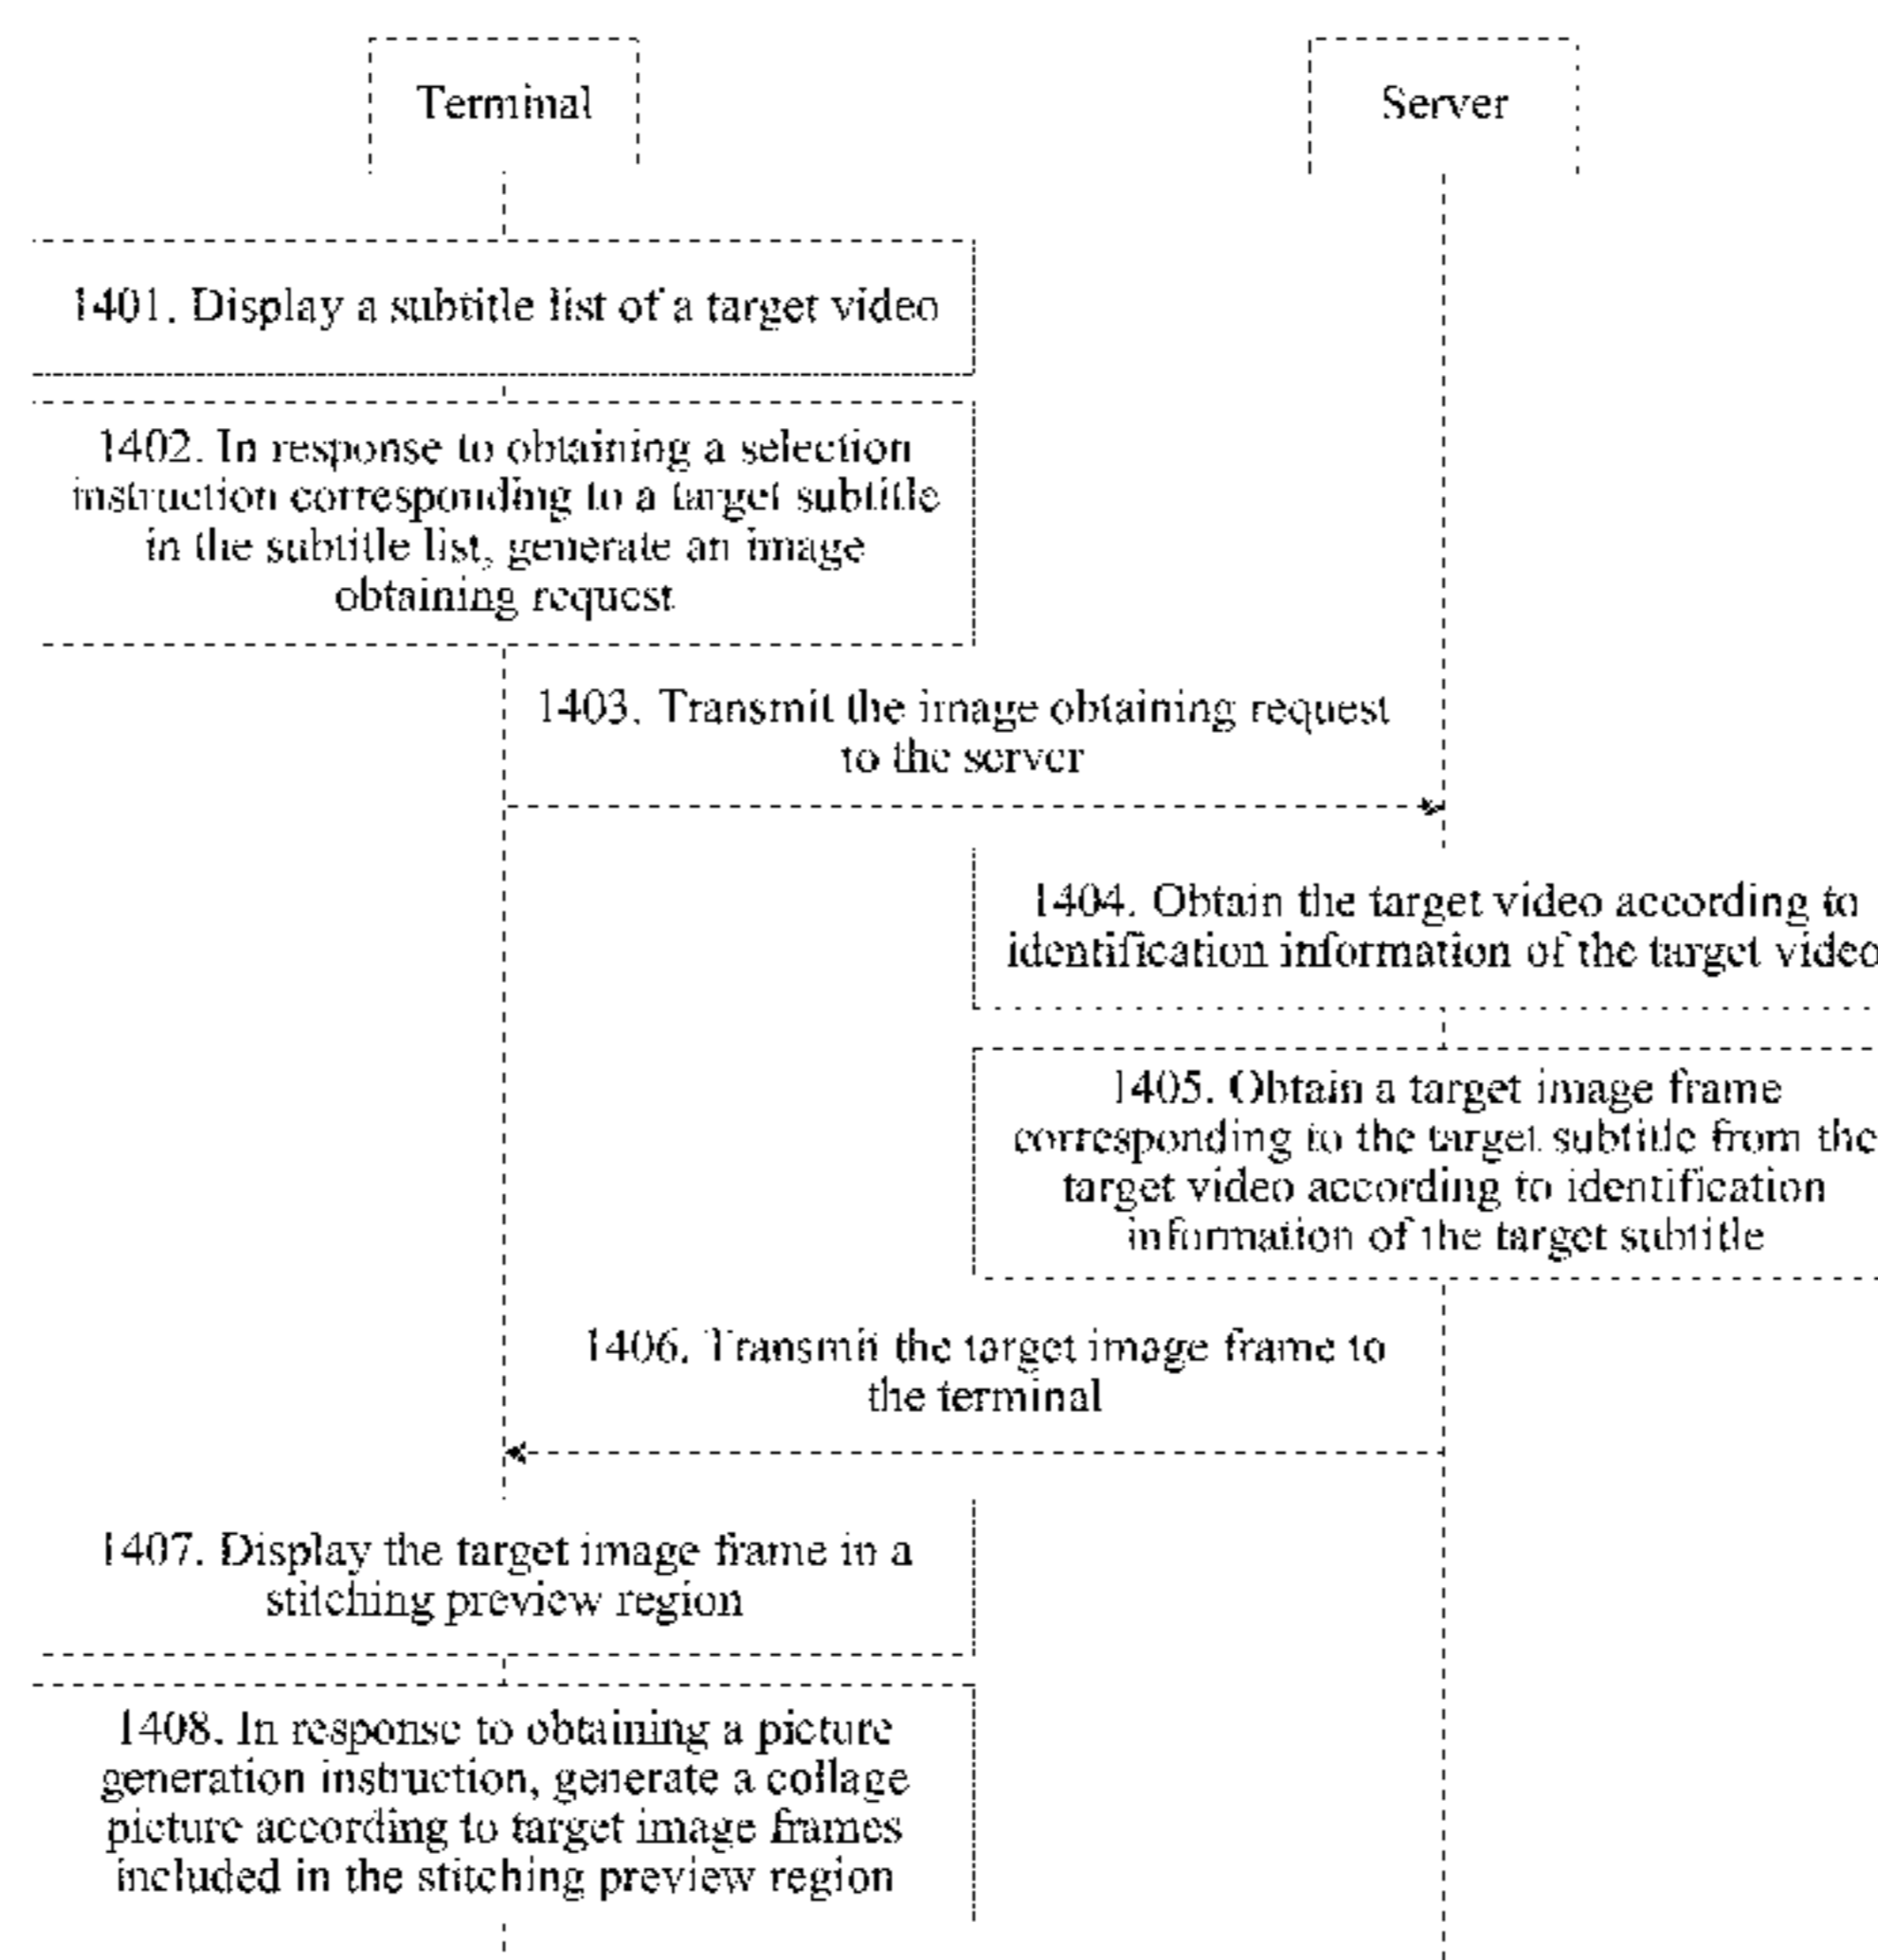 Terminal
Server
1401. Display a subtitle list of a target video
1402. In response to obtaining a selection
instruction corresponding to a target subtitle
in the subtitle list, generate an image
obtaining request
1403. Transmit the image obtaining request
to the server
1404. Obtain the target video according to
identification information of the target video
1405. Obtain a target image frame
corresponding to the target subtitle from the
target video according to identification
information of the target subtitle
1406. Transmit the target image frame to
the terminal
1407. Display the target image frame in a
stitching preview region
1408. In response to obtaining a picture
generation instruction, generate a collage
picture according to target image frames
included in the stitching preview region